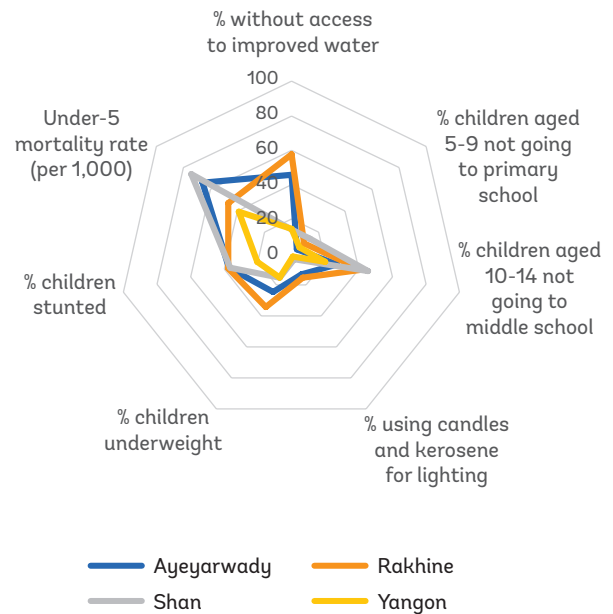 % without access
to improved water
100
80
60
40
20
0
Under-5
mortality rate
(per 1,000)
% children aged
5-9 not going
to primary
school
% children aged
10-14 not
going to
middle school
% children
stunted
% children
underweight
% using candles
and kerosene
for lighting
Ayeyarwady
Rakhine
Shan
Yangon